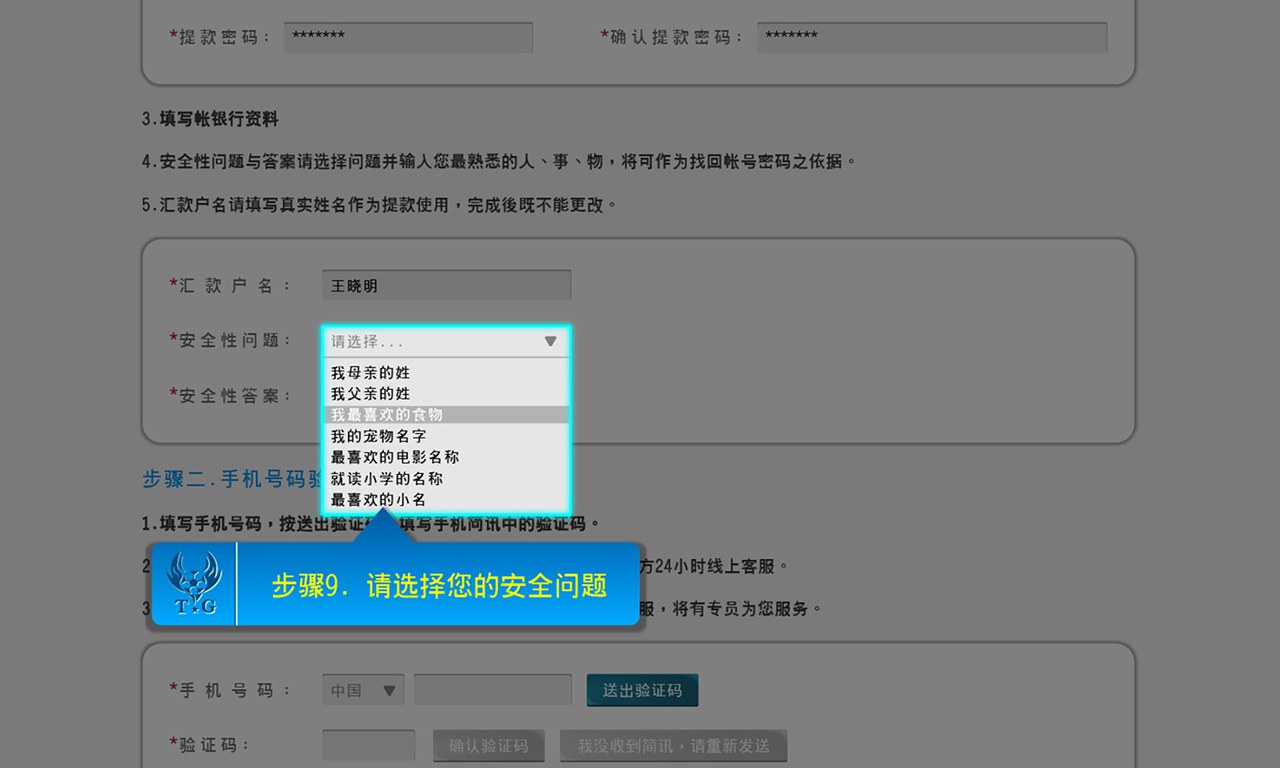 *提款密码： ******* *确认提款密码： *******
3.填写帐银行资料
4.安全性问题与答案请选择问题并输人您最熟悉的人、事、物，将可作为找回帐号密码之依据。
5.汇款户名请填写真实姓名作为提款使用，完成後既不能更改。
*汇款户名： 王晓明
*安全性问题： 请选择... ▼
我母亲的姓
我父亲的姓
*安全性答案：
我最喜欢的食物
我的宠物名字
最喜欢的电影名称
就读小学的名称
最喜欢的小名
步骤二.手机号码验
1.填写手机号码，按送出验证 填写手机简讯中的验证码。
2 方24小时线上客服。
TG 步骤9. 请选择您的安全问题
3 服，将有专员为您服务。
*手机号码： 中国 ▼ 送出验证码
*验证码： 确认验证码 我没收到简讯，请重新发送